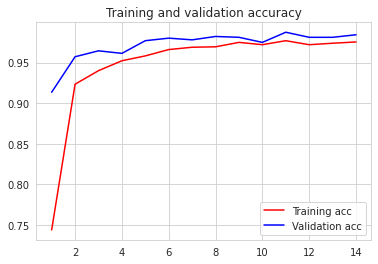 Training and validation accuracy
0.95
0.90
0.85
0.80
0.75
Training acc
Validation acc
2 4 6 8 10 12 14